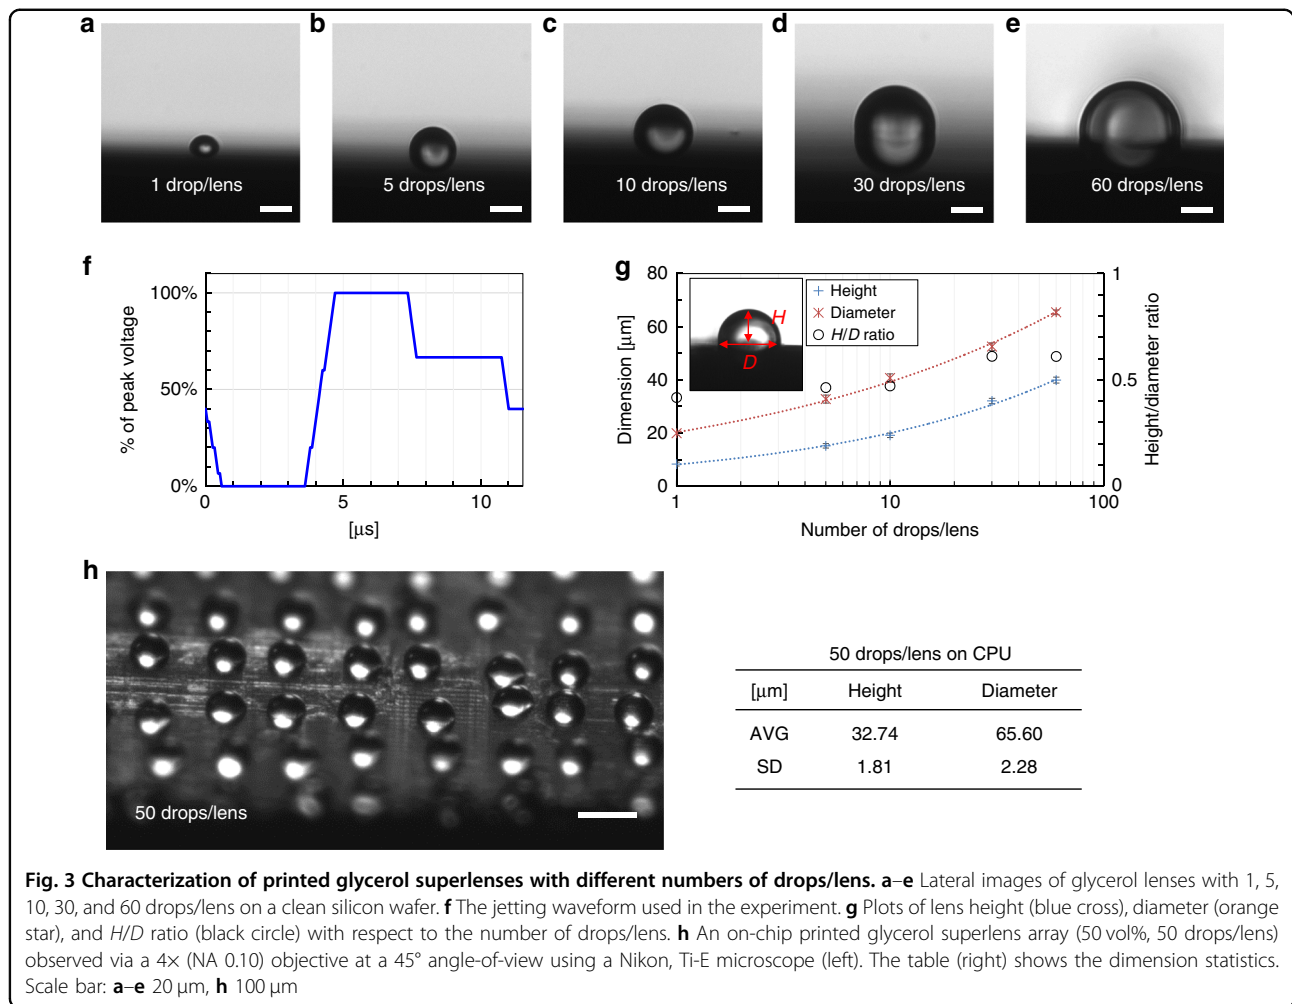 a
b
c
d
e
1 drop/lens
5 drops/lens
10 drops/lens
30 drops/lens
60 drops/lens
f
100%
50%
0%
% of peak voltage
0
5
10
[µs]
g
80
60
40
20
0
Dimension [µm]
H
D
Height
Diameter
H/D ratio
1
0.5
0
Height/diameter ratio
1
10
100
Number of drops/lens
h
50 drops/lens
50 drops/lens on CPU
[µm] Height Diameter
AVG 32.74 65.60
SD 1.81 2.28
Fig. 3 Characterization of printed glycerol superlenses with different numbers of drops/lens. a–e Lateral images of glycerol lenses with 1, 5,
10, 30, and 60 drops/lens on a clean silicon wafer. f The jetting waveform used in the experiment. g Plots of lens height (blue cross), diameter (orange
star), and H/D ratio (black circle) with respect to the number of drops/lens. h An on-chip printed glycerol superlens array (50 vol%, 50 drops/lens)
observed via a 4× (NA 0.10) objective at a 45° angle-of-view using a Nikon, Ti-E microscope (left). The table (right) shows the dimension statistics.
Scale bar: a–e 20 µm, h 100 µm